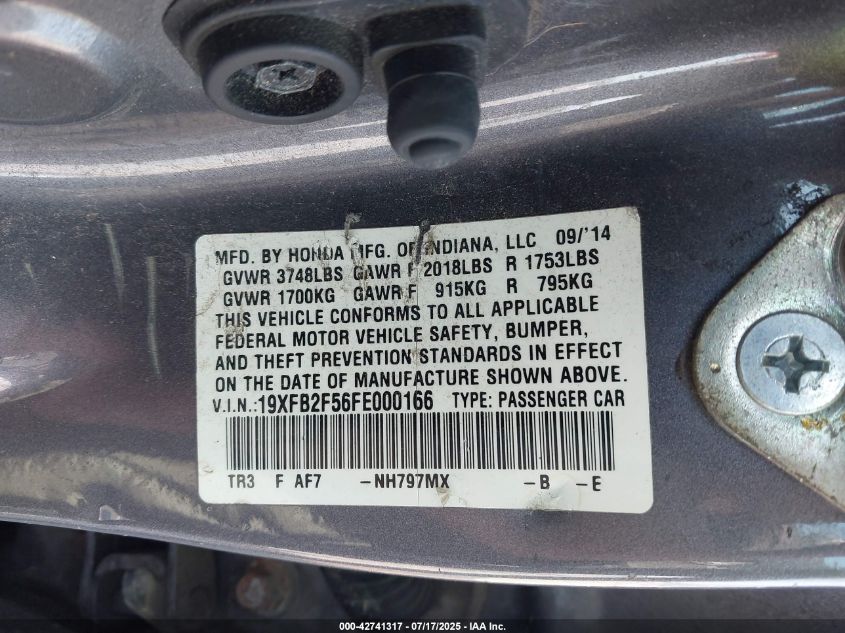 MFD. BY HONDA MFG. OF INDIANA, LLC 09/'14
GVWR 3748LBS GAWR F 2018LBS R 1753LBS
GVWR 1700KG GAWR F 915KG R 795KG
THIS VEHICLE CONFORMS TO ALL APPLICABLE
FEDERAL MOTOR VEHICLE SAFETY, BUMPER,
AND THEFT PREVENTION STANDARDS IN EFFECT
ON THE DATE OF MANUFACTURE SHOWN ABOVE.
V.I.N.:19XFB2F56FE000166 TYPE: PASSENGER CAR
TR3 F AF7 -NH797MX -B -E
000-42741317 | 07/17/2025 - IAA Inc.